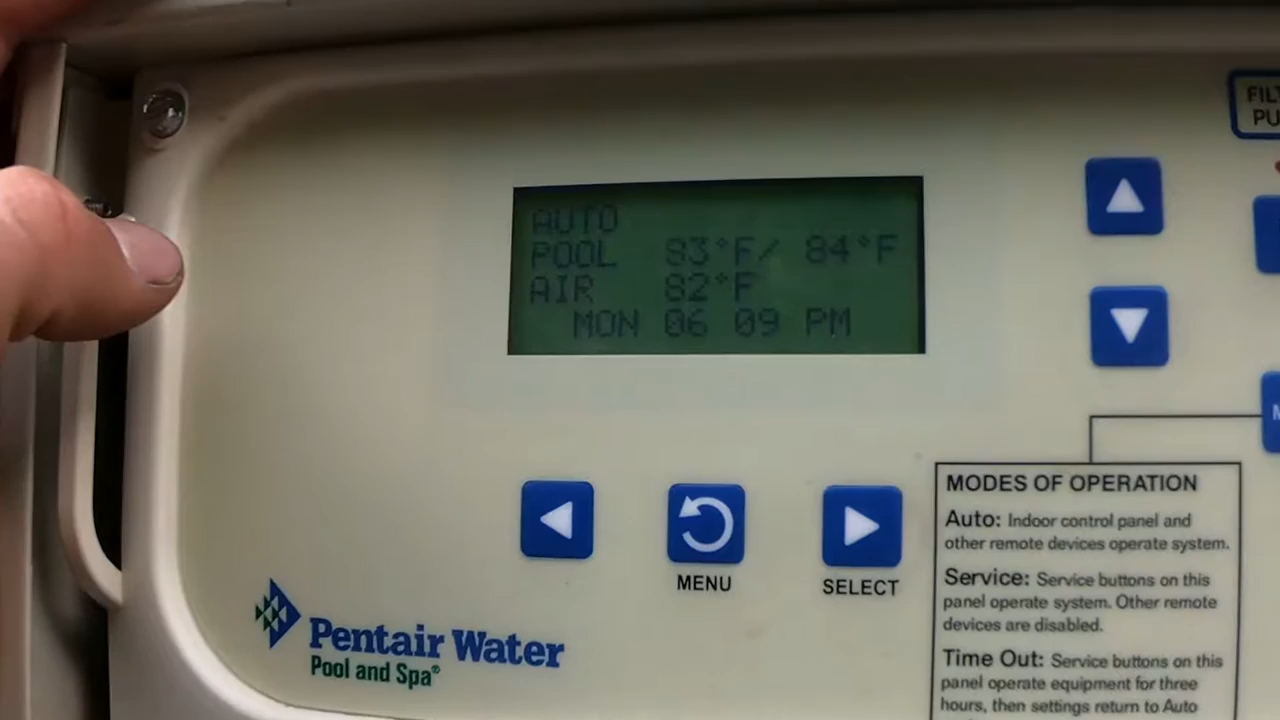 FIL
PU
AUTO
POOL 83°F/ 84°F
AIR 82°F
MON 06 09 PM
MENU
SELECT
MODES OF OPERATION
Auto: Indoor control panel and
other remote devices operate system.
Service: Service buttons on this
panel operate system. Other remote
devices are disabled.
Time Out: Service buttons on this
panel operate equipment for three
hours, then settings return to Auto
Pentair Water
Pool and Spa®